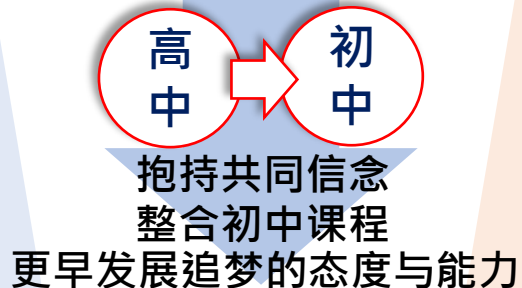 高中
初中
抱持共同信念
整合初中课程
更早发展追梦的态度与能力